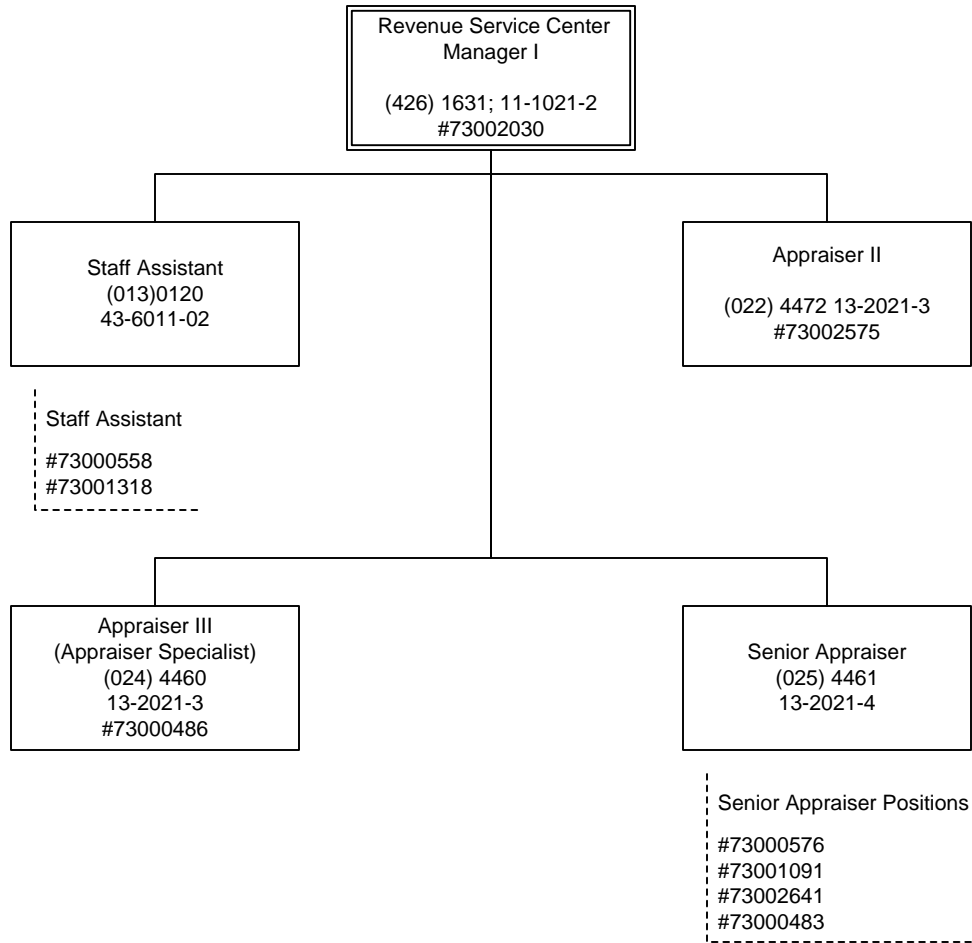 Revenue Service Center
Manager I
(426) 1631; 11-1021-2
#73002030
Staff Assistant
(013)0120
43-6011-02
Appraiser II
(022) 4472 13-2021-3
#73002575
Staff Assistant
#73000558
#73001318
Appraiser III
(Appraiser Specialist)
(024) 4460
13-2021-3
#73000486
Senior Appraiser
(025) 4461
13-2021-4
Senior Appraiser Positions
#73000576
#73001091
#73002641
#73000483